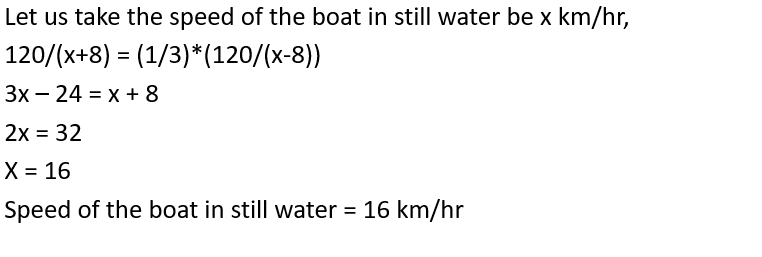 Let us take the speed of the boat in still water be x km/hr,
120/(x+8) = (1/3)*(120/(x-8))
3x – 24 = x + 8
2x = 32
X = 16
Speed of the boat in still water = 16 km/hr